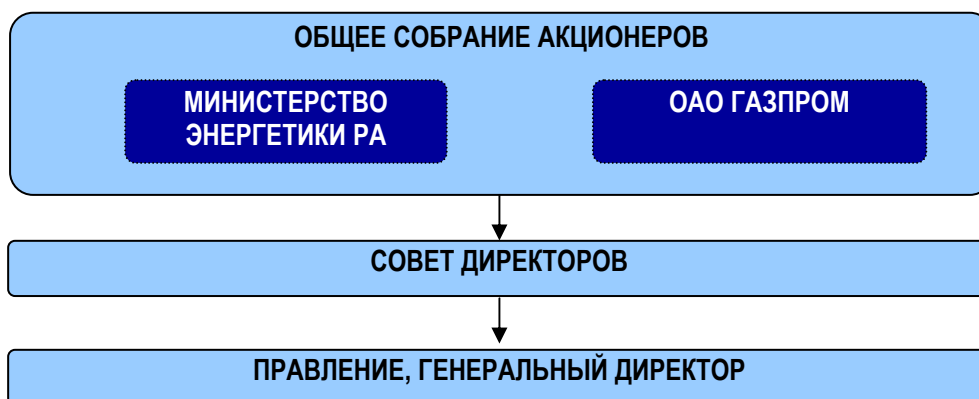 ОБЩЕЕ СОБРАНИЕ АКЦИОНЕРОВ
МИНИСТЕРСТВО
ЭНЕРГЕТИКИ РА
ОАО ГАЗПРОМ
СОВЕТ ДИРЕКТОРОВ
ПРАВЛЕНИЕ, ГЕНЕРАЛЬНЫЙ ДИРЕКТОР